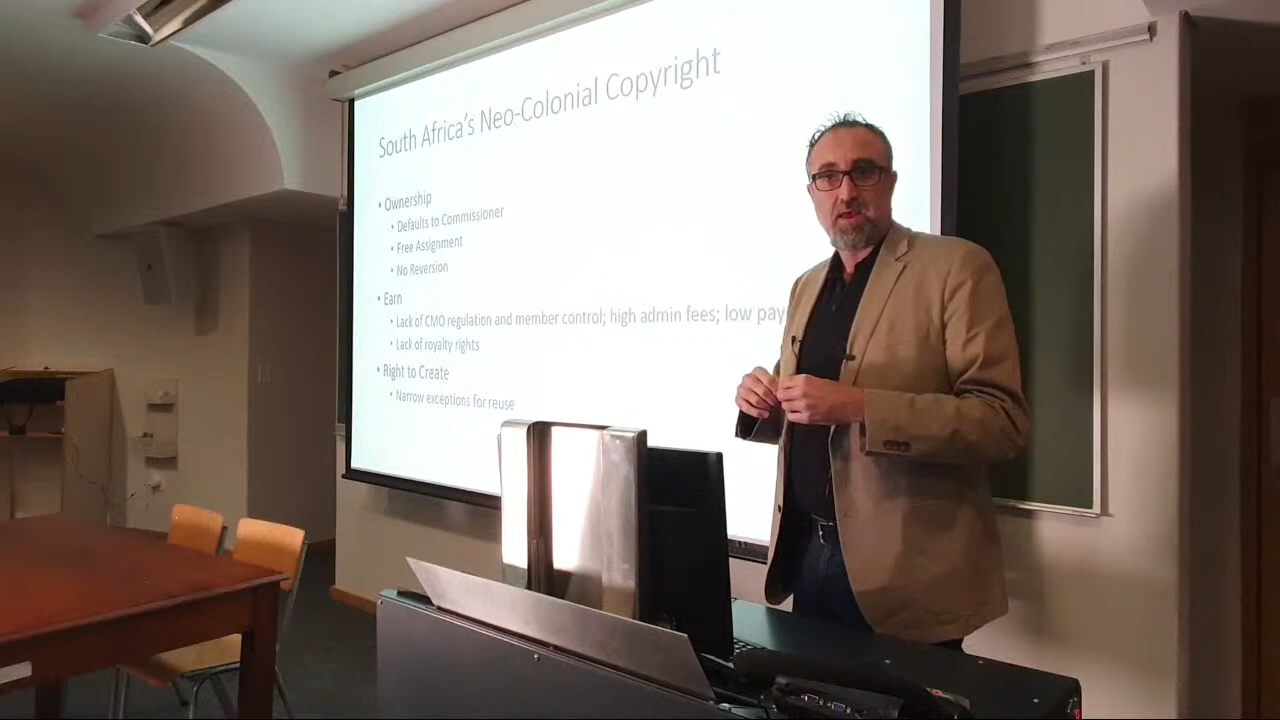 South Africa's Neo-Colonial Copyright
• Ownership
• Defaults to Commissioner
• Free Assignment
• No Reversion
• Earn
• Lack of CMO regulation and member control; high admin fees; low pay
• Lack of royalty rights
• Right to Create
• Narrow exceptions for reuse